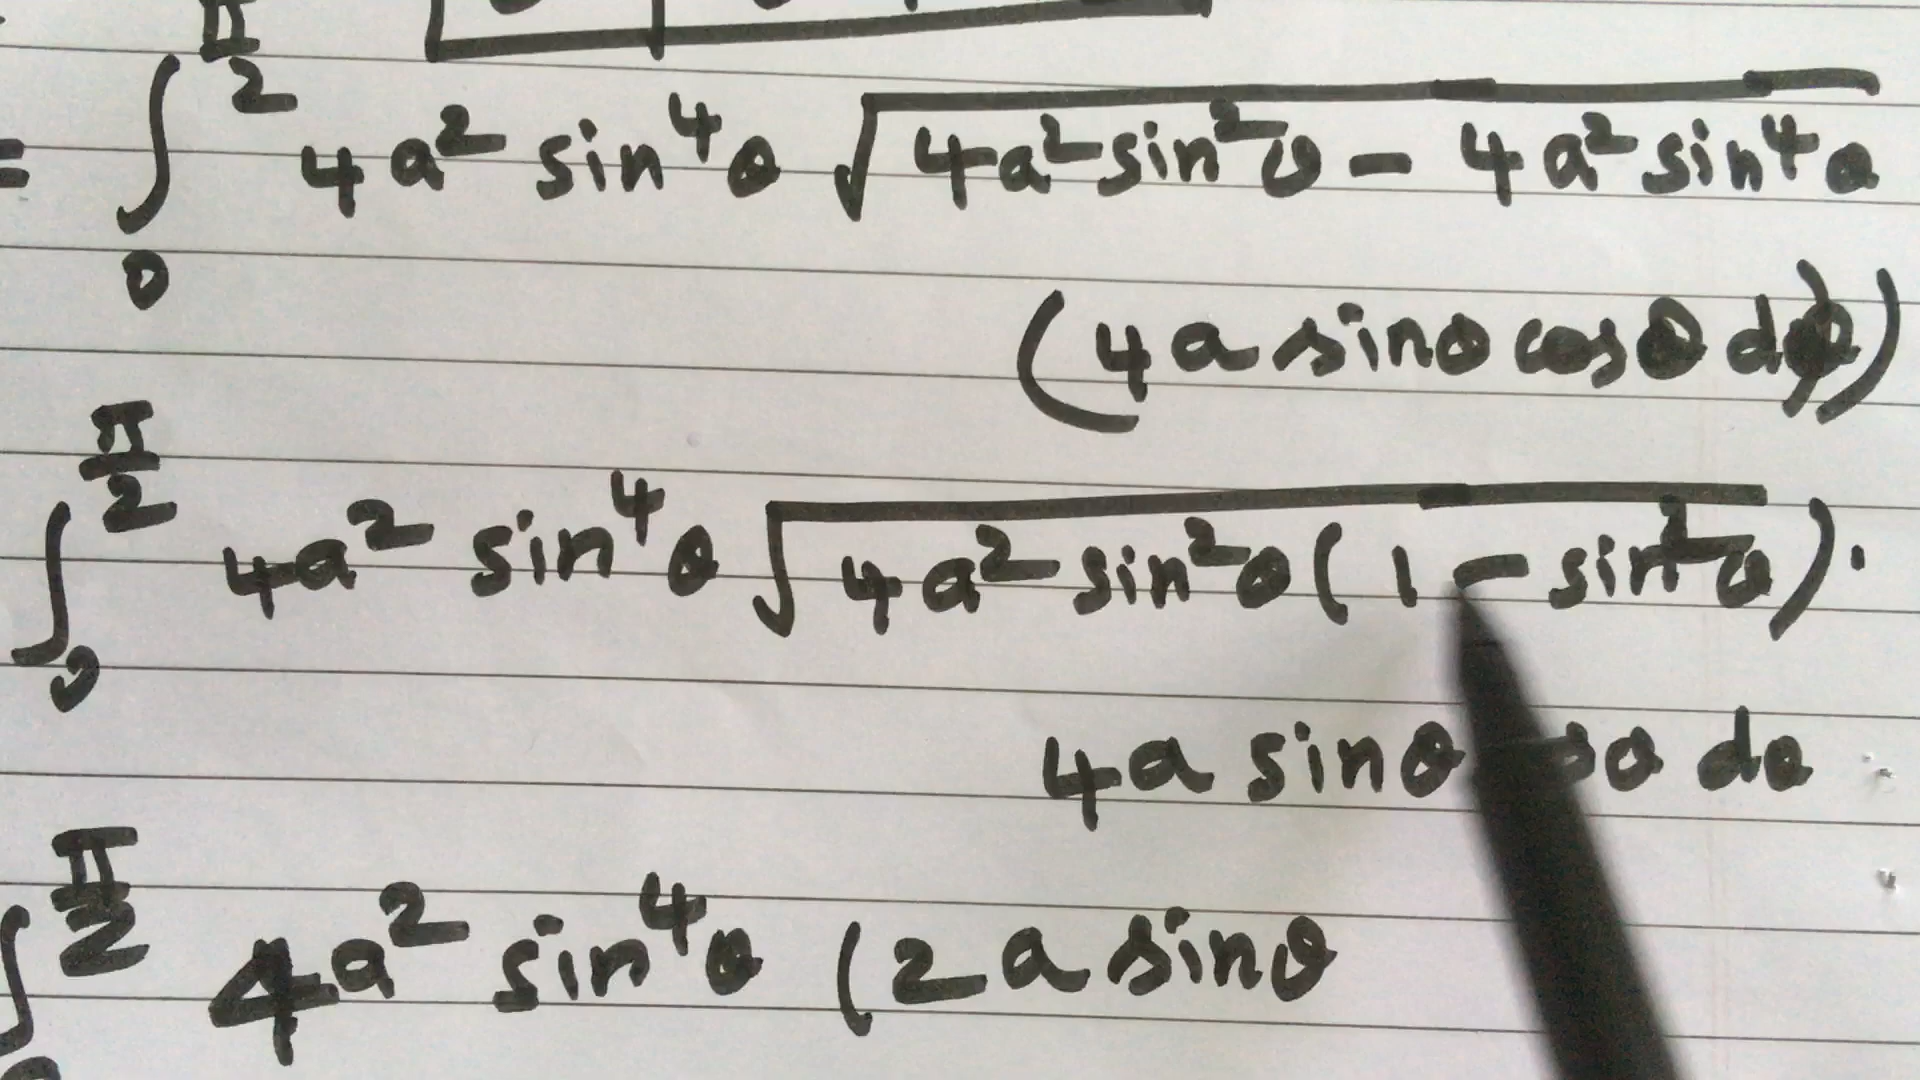 = ∫₀^(π/2) 4a² sin⁴θ √(4a² sin²θ − 4a² sin⁴θ)
(4a sinθ cosθ dθ)
∫₀^(π/2) 4a² sin⁴θ √(4a² sin²θ (1 − sin²θ)) ·
4a sinθ dθ
∫₀^(π/2) 4a² sin⁴θ (2a sinθ